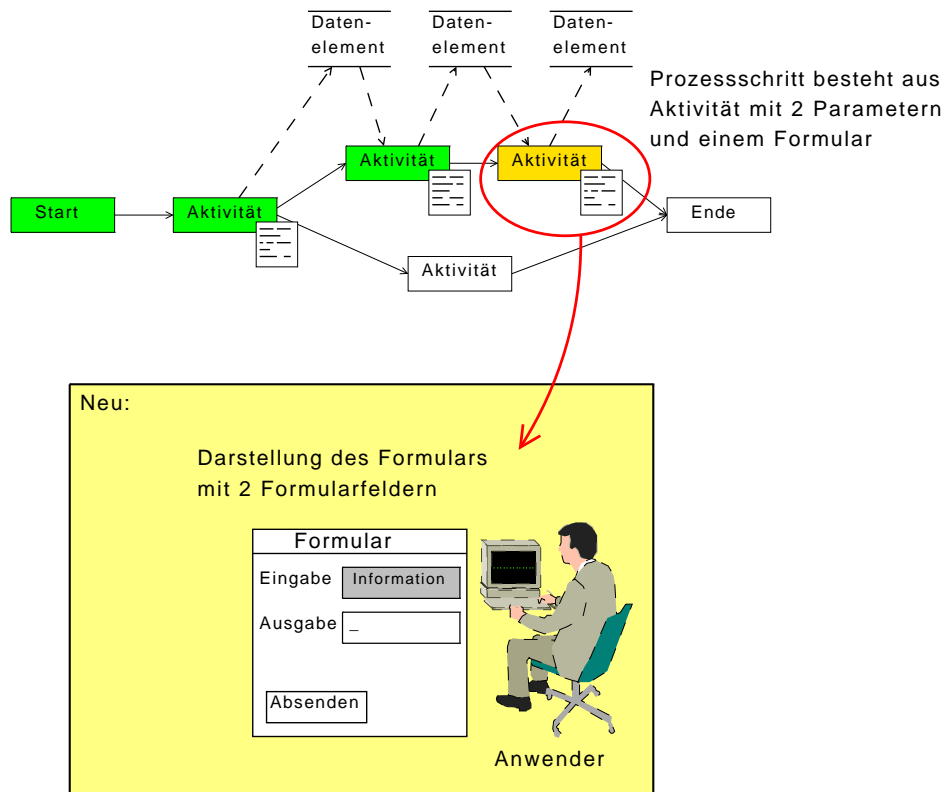 Daten-
element
Daten-
element
Daten-
element
Prozessschritt besteht aus
Aktivität mit 2 Parametern
und einem Formular
Aktivität
Aktivität
Start
Aktivität
Ende
Aktivität
Neu:
Darstellung des Formulars
mit 2 Formularfeldern
Formular
Eingabe
Information
Ausgabe
_
Absenden
Anwender